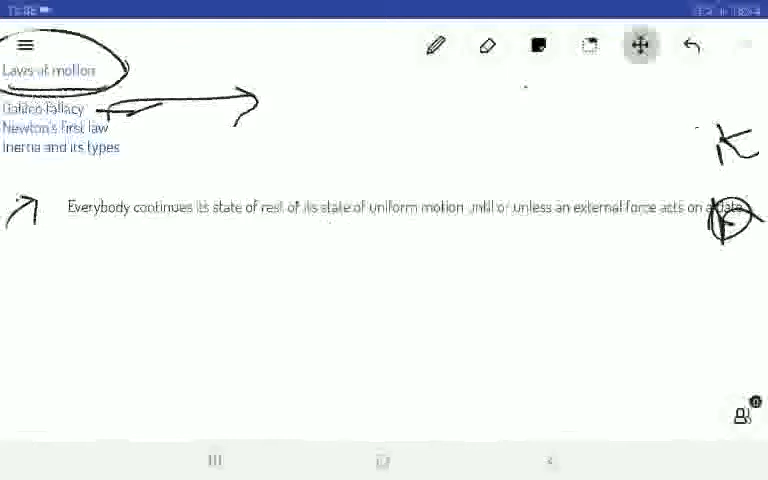 Laws of motion
Galileo fallacy
Newton's first law
Inertia and its types
Everybody continues its state of rest of its state of uniform motion until or unless an external force acts on
K